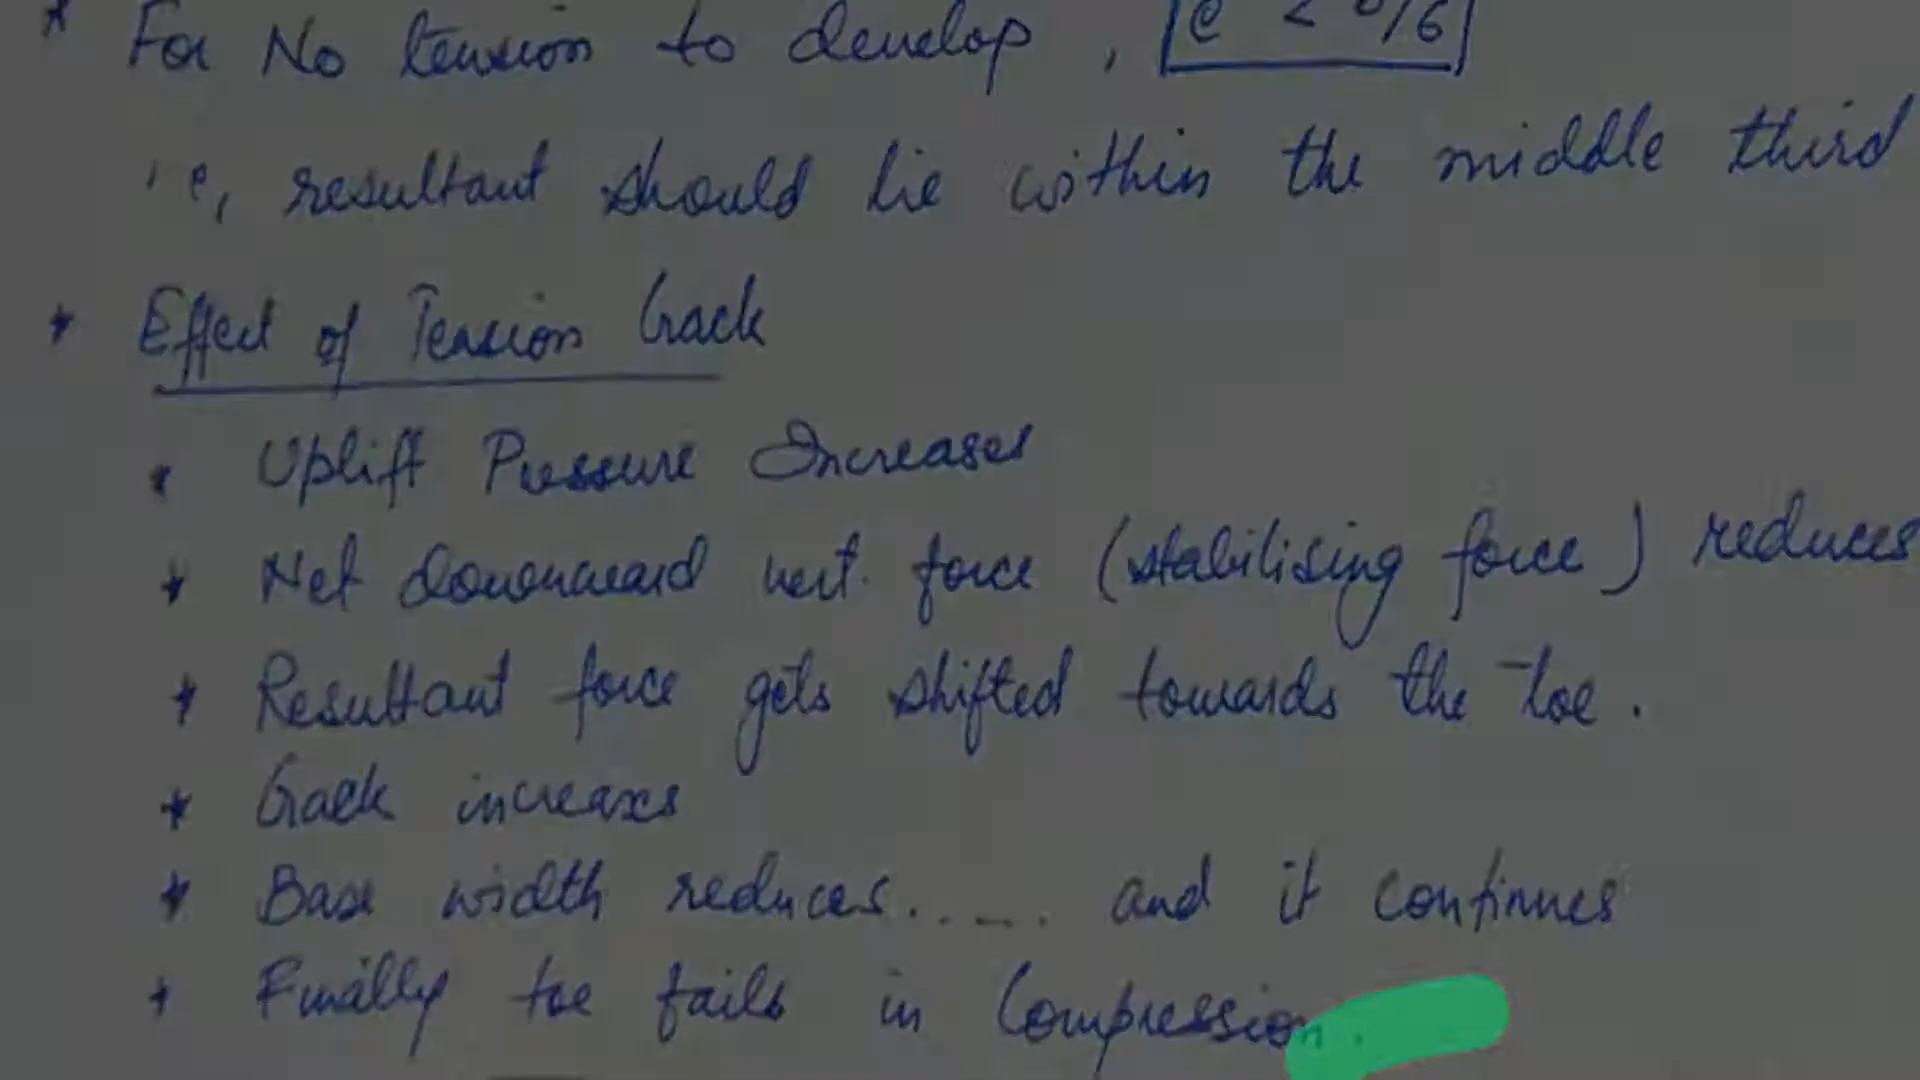 * For No tension to develop, e < b/6
ie, resultant should lie within the middle third
* Effect of Tension Crack
* Uplift Pressure Increases
* Net downward vert. force (stabilising force) reduces
* Resultant force gets shifted towards the toe.
* Crack increases
* Base width reduces..... and it continues
* Finally toe fails in Compression.